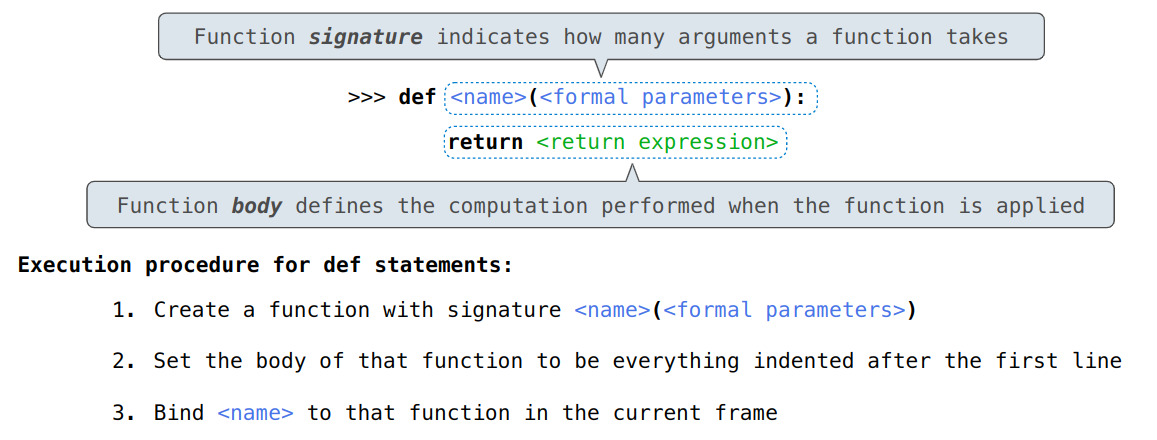 Function signature indicates how many arguments a function takes
>>> def <name>(<formal parameters>):
return <return expression>
Function body defines the computation performed when the function is applied
Execution procedure for def statements:
1. Create a function with signature <name>(<formal parameters>)
2. Set the body of that function to be everything indented after the first line
3. Bind <name> to that function in the current frame